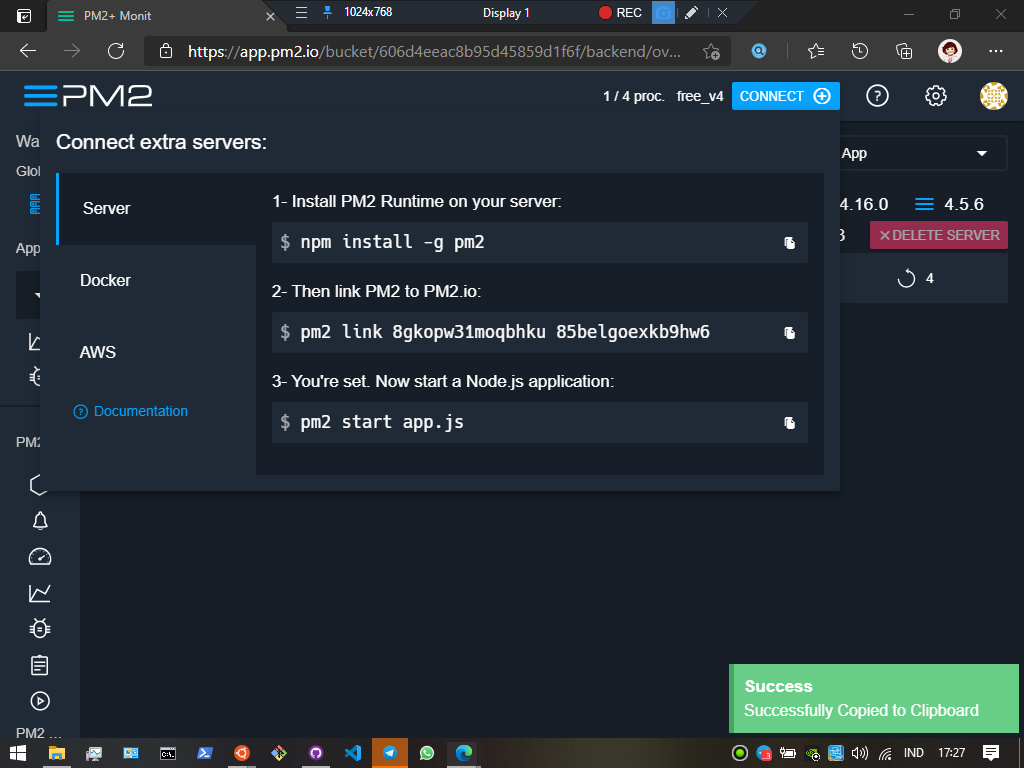 PM2+ Monit
1024x768
Display 1
REC
https://app.pm2.io/bucket/606d4eeac8b95d45859d1f6f/backend/ov...
PM2
1 / 4 proc.
free_v4
CONNECT
Wa
Connect extra servers:
App
Glol
Server
1- Install PM2 Runtime on your server:
4.16.0
4.5.6
$ npm install -g pm2
DELETE SERVER
App
Docker
4
2- Then link PM2 to PM2.io:
$ pm2 link 8gkopw31moqbhku 85belgoexkb9hw6
AWS
3- You're set. Now start a Node.js application:
Documentation
$ pm2 start app.js
PM2
Success
Successfully Copied to Clipboard
PM2 ...
IND
17:27